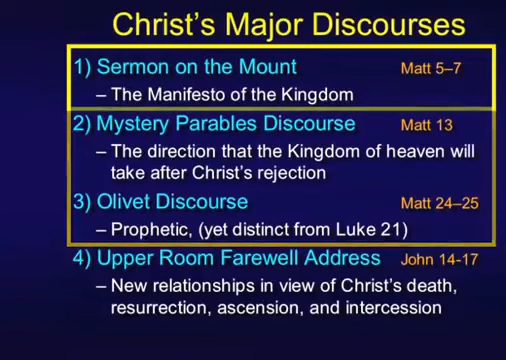 Christ's Major Discourses
1) Sermon on the Mount Matt 5–7
– The Manifesto of the Kingdom
2) Mystery Parables Discourse Matt 13
– The direction that the Kingdom of heaven will
take after Christ's rejection
3) Olivet Discourse Matt 24–25
– Prophetic, (yet distinct from Luke 21)
4) Upper Room Farewell Address John 14-17
– New relationships in view of Christ's death,
resurrection, ascension, and intercession